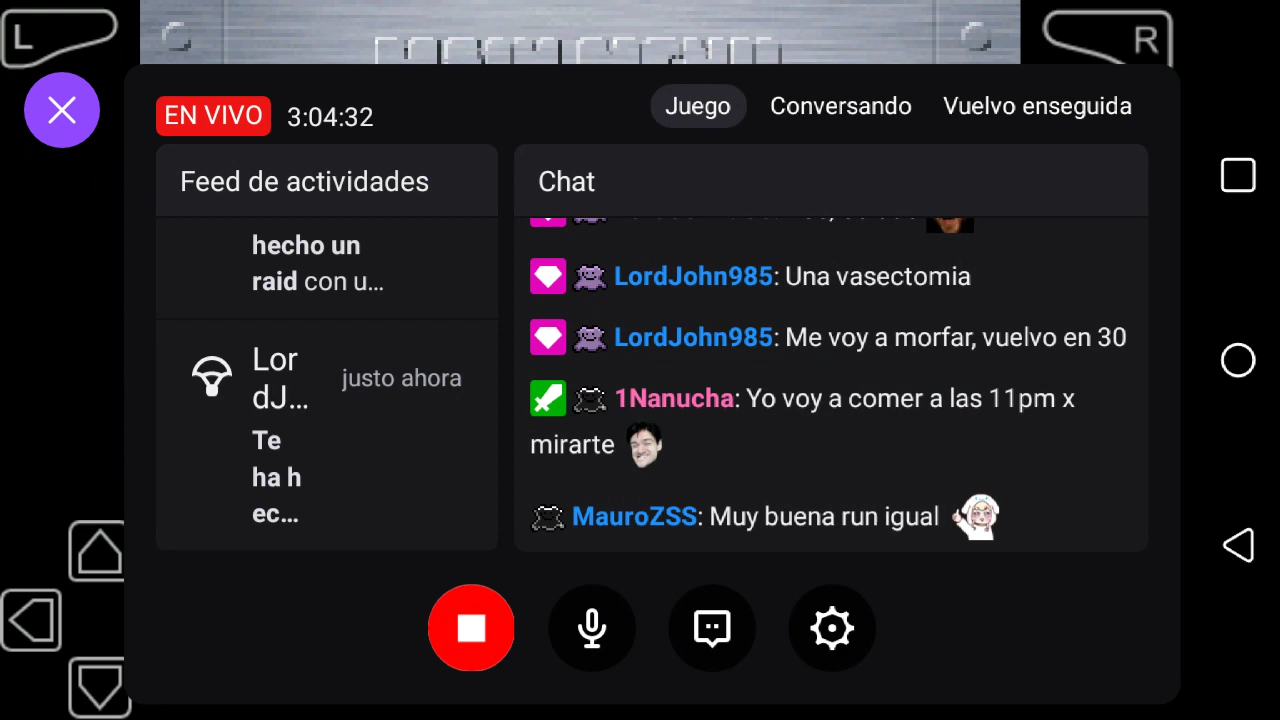 L
R
EN VIVO 3:04:32
Juego Conversando Vuelvo enseguida
Feed de actividades
hecho un
raid con u...
Lor
dJ...
justo ahora
Te
ha h
ec...
Chat
LordJohn985: Una vasectomia
LordJohn985: Me voy a morfar, vuelvo en 30
1Nanucha: Yo voy a comer a las 11pm x
mirarte
MauroZSS: Muy buena run igual